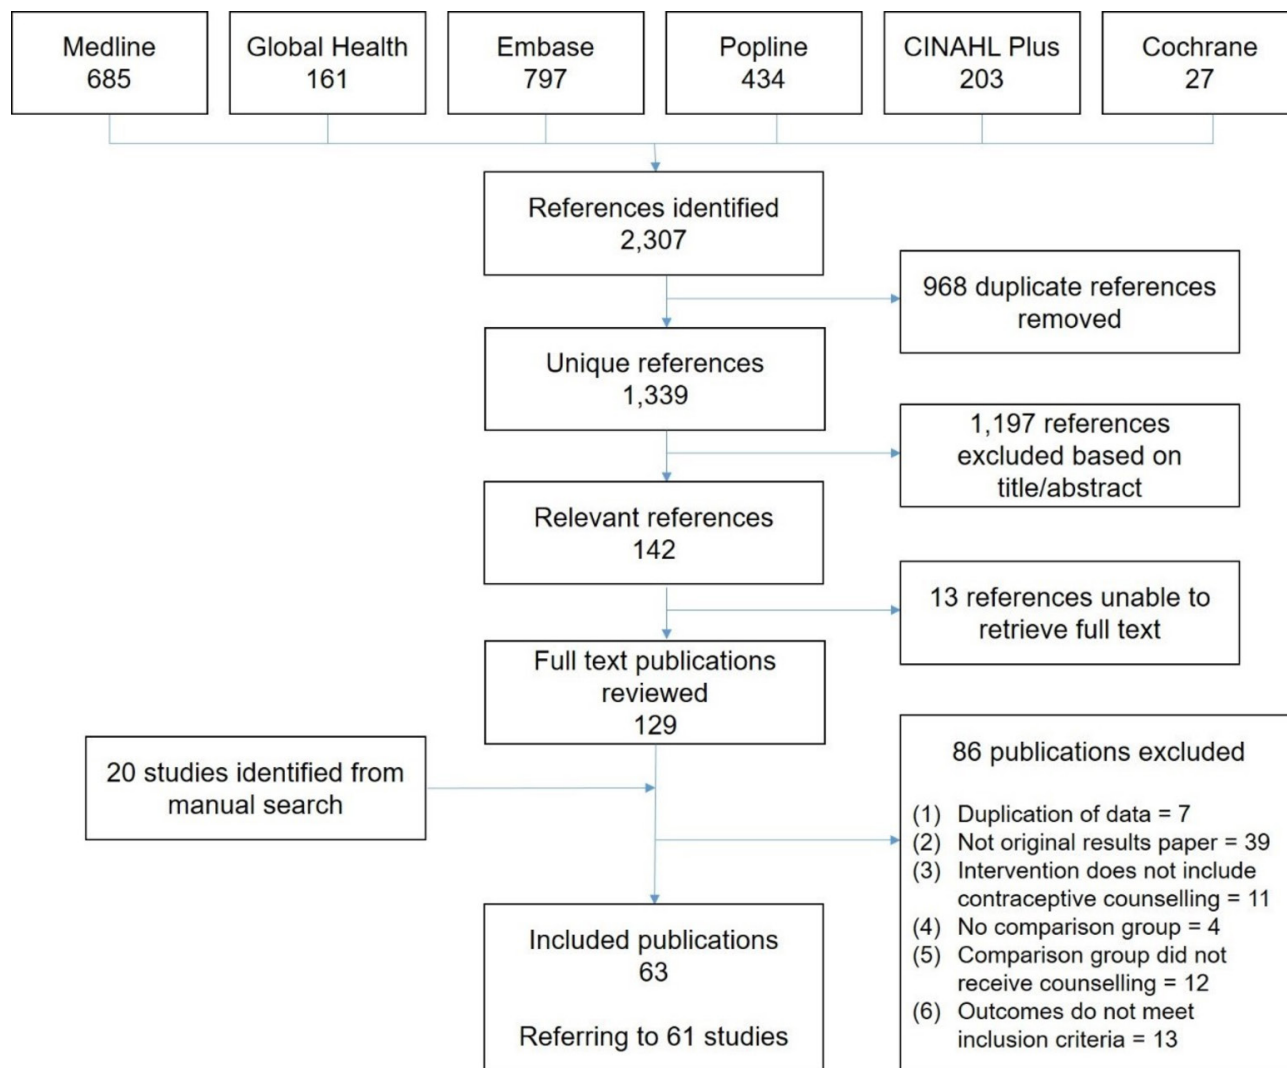 Medline
685
Global Health
161
Embase
797
Popline
434
CINAHL Plus
203
Cochrane
27
References identified
2,307
968 duplicate references
removed
Unique references
1,339
1,197 references
excluded based on
title/abstract
Relevant references
142
13 references unable to
retrieve full text
Full text publications
reviewed
129
20 studies identified from
manual search
86 publications excluded
(1) Duplication of data = 7
(2) Not original results paper = 39
(3) Intervention does not include
contraceptive counselling = 11
(4) No comparison group = 4
(5) Comparison group did not
receive counselling = 12
(6) Outcomes do not meet
inclusion criteria = 13
Included publications
63
Referring to 61 studies